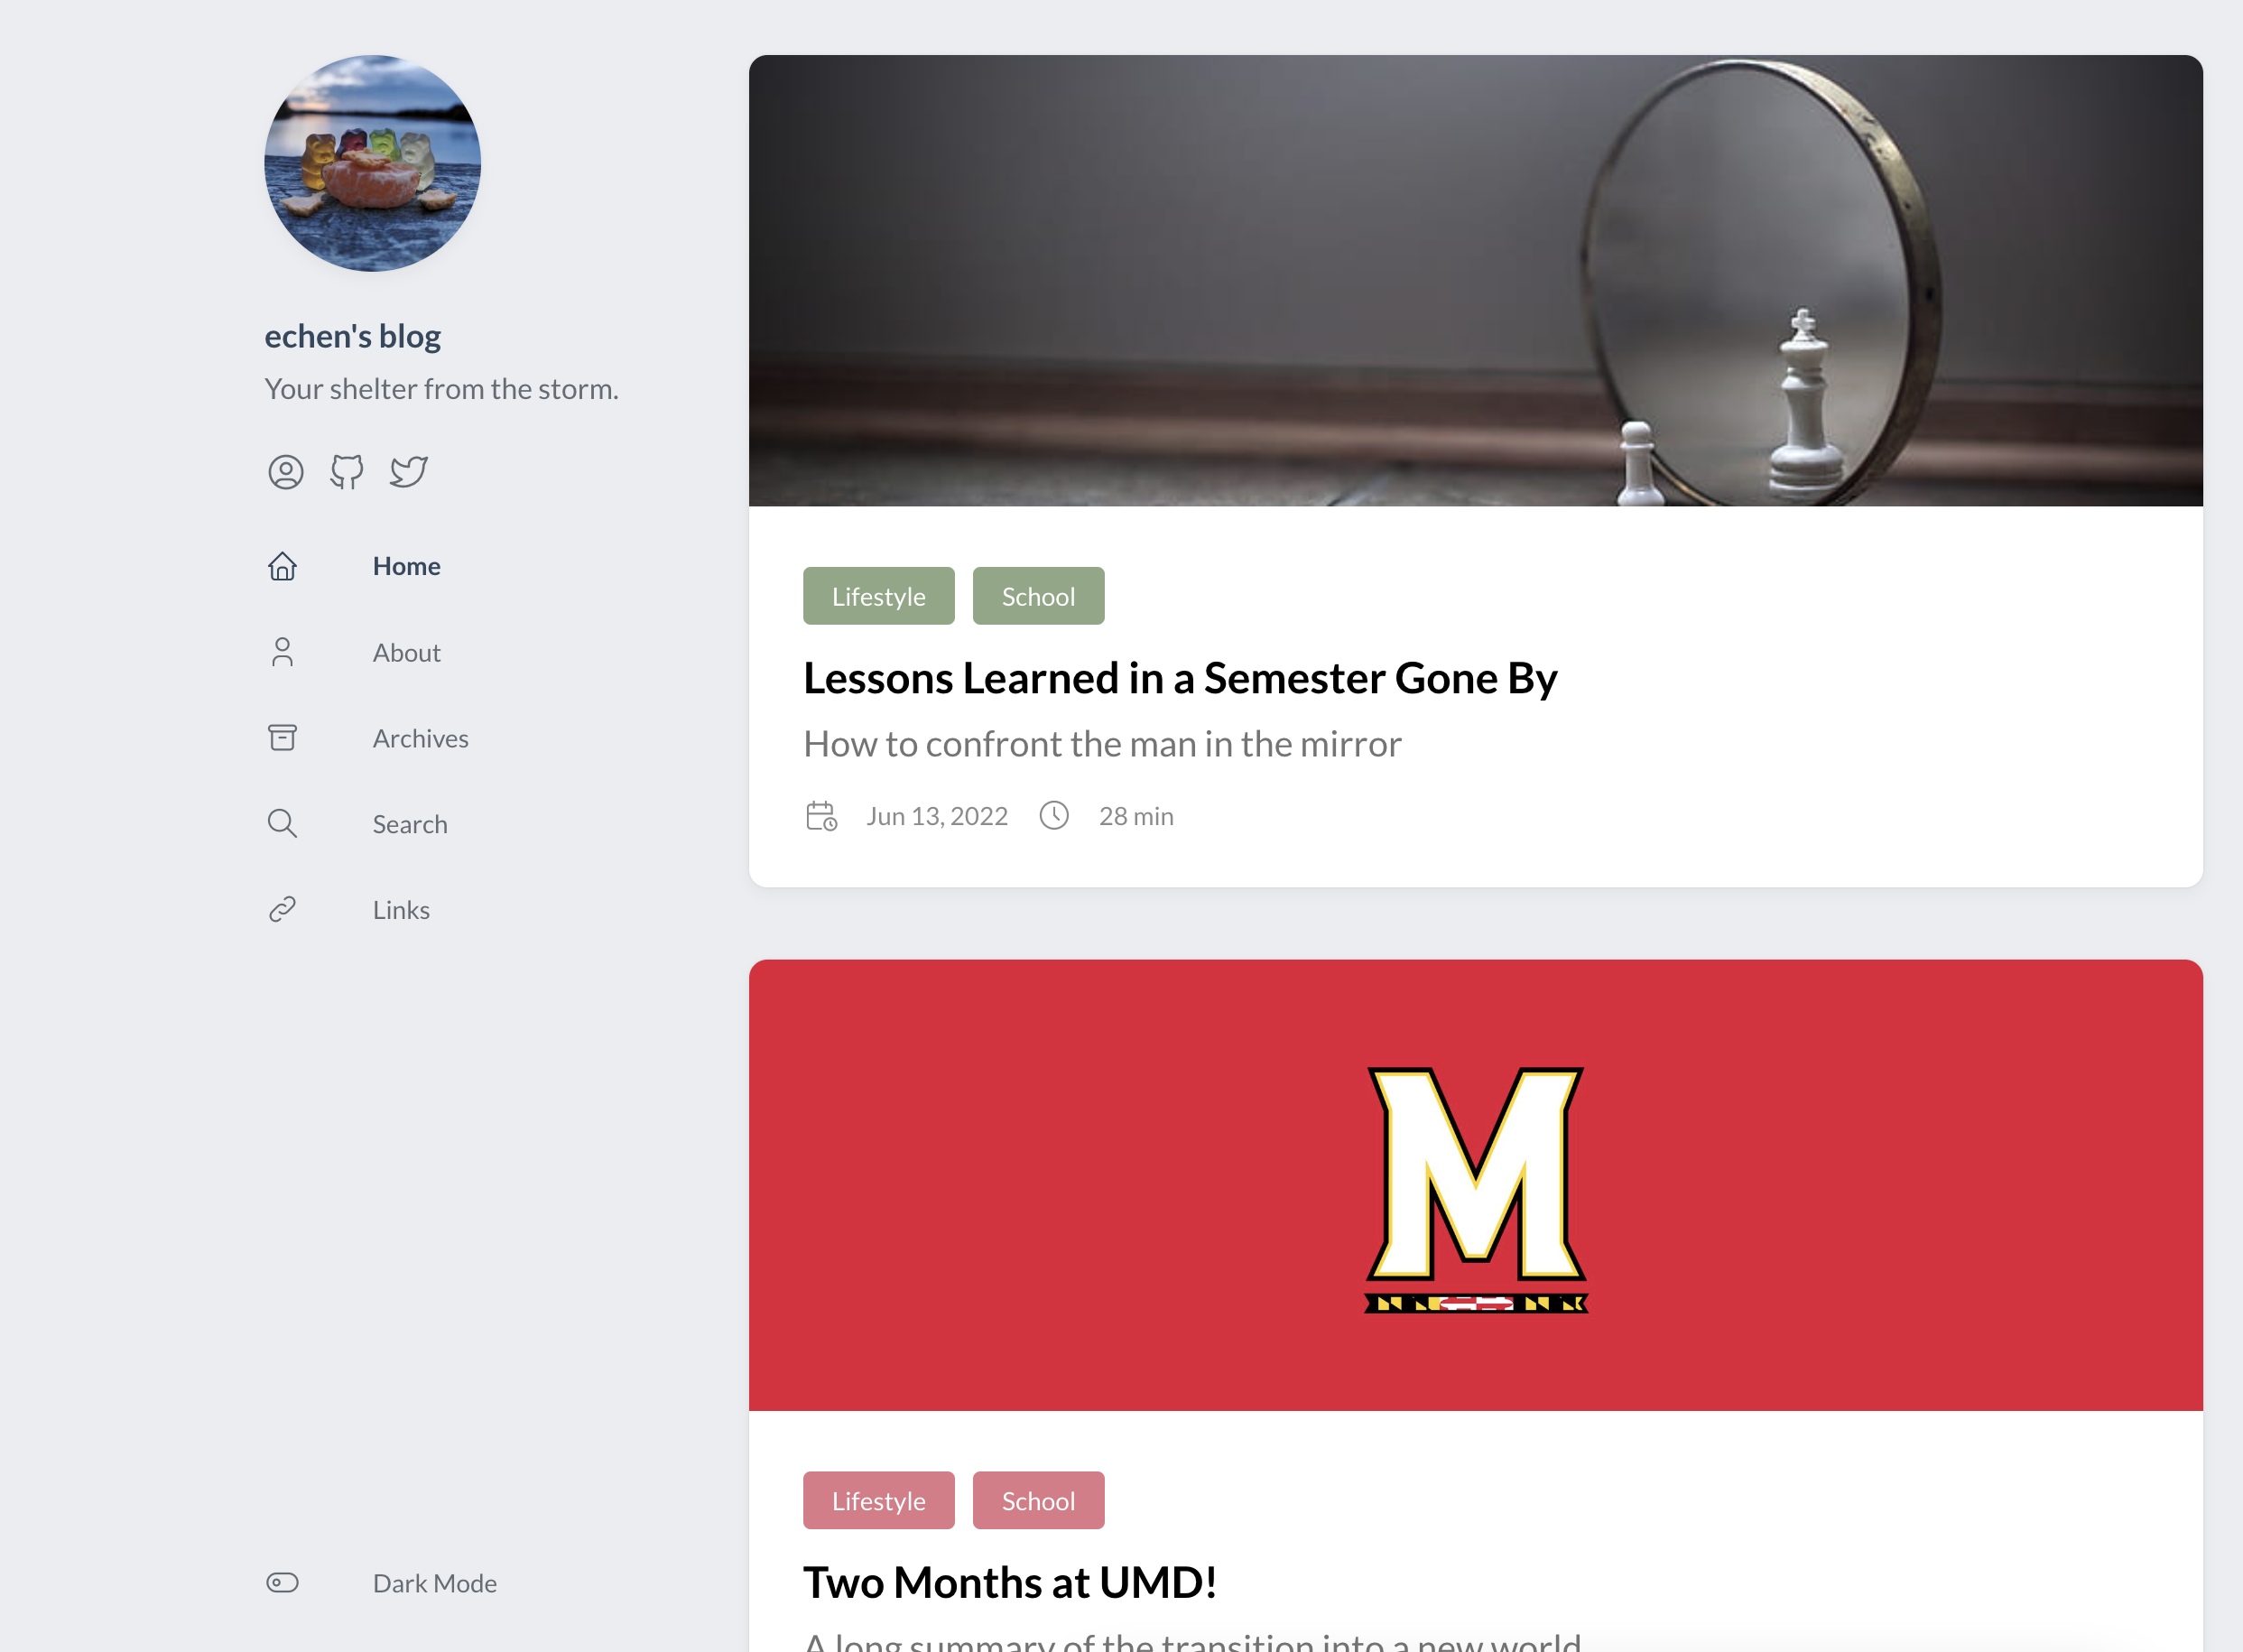 echen's blog
Your shelter from the storm.
Home
About
Archives
Search
Links
Dark Mode
Lifestyle School
Lessons Learned in a Semester Gone By
How to confront the man in the mirror
Jun 13, 2022 28 min
M
Lifestyle School
Two Months at UMD!
A long summary of the transition into a new world